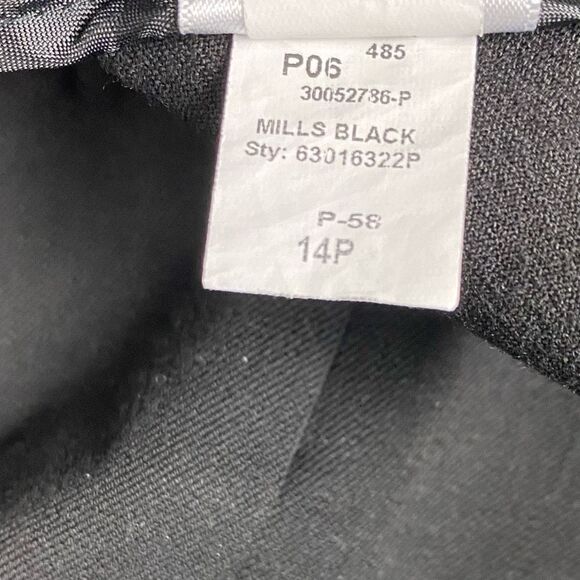 P06 485
30052786-P
MILLS BLACK
Sty: 63016322P
P-58
14P